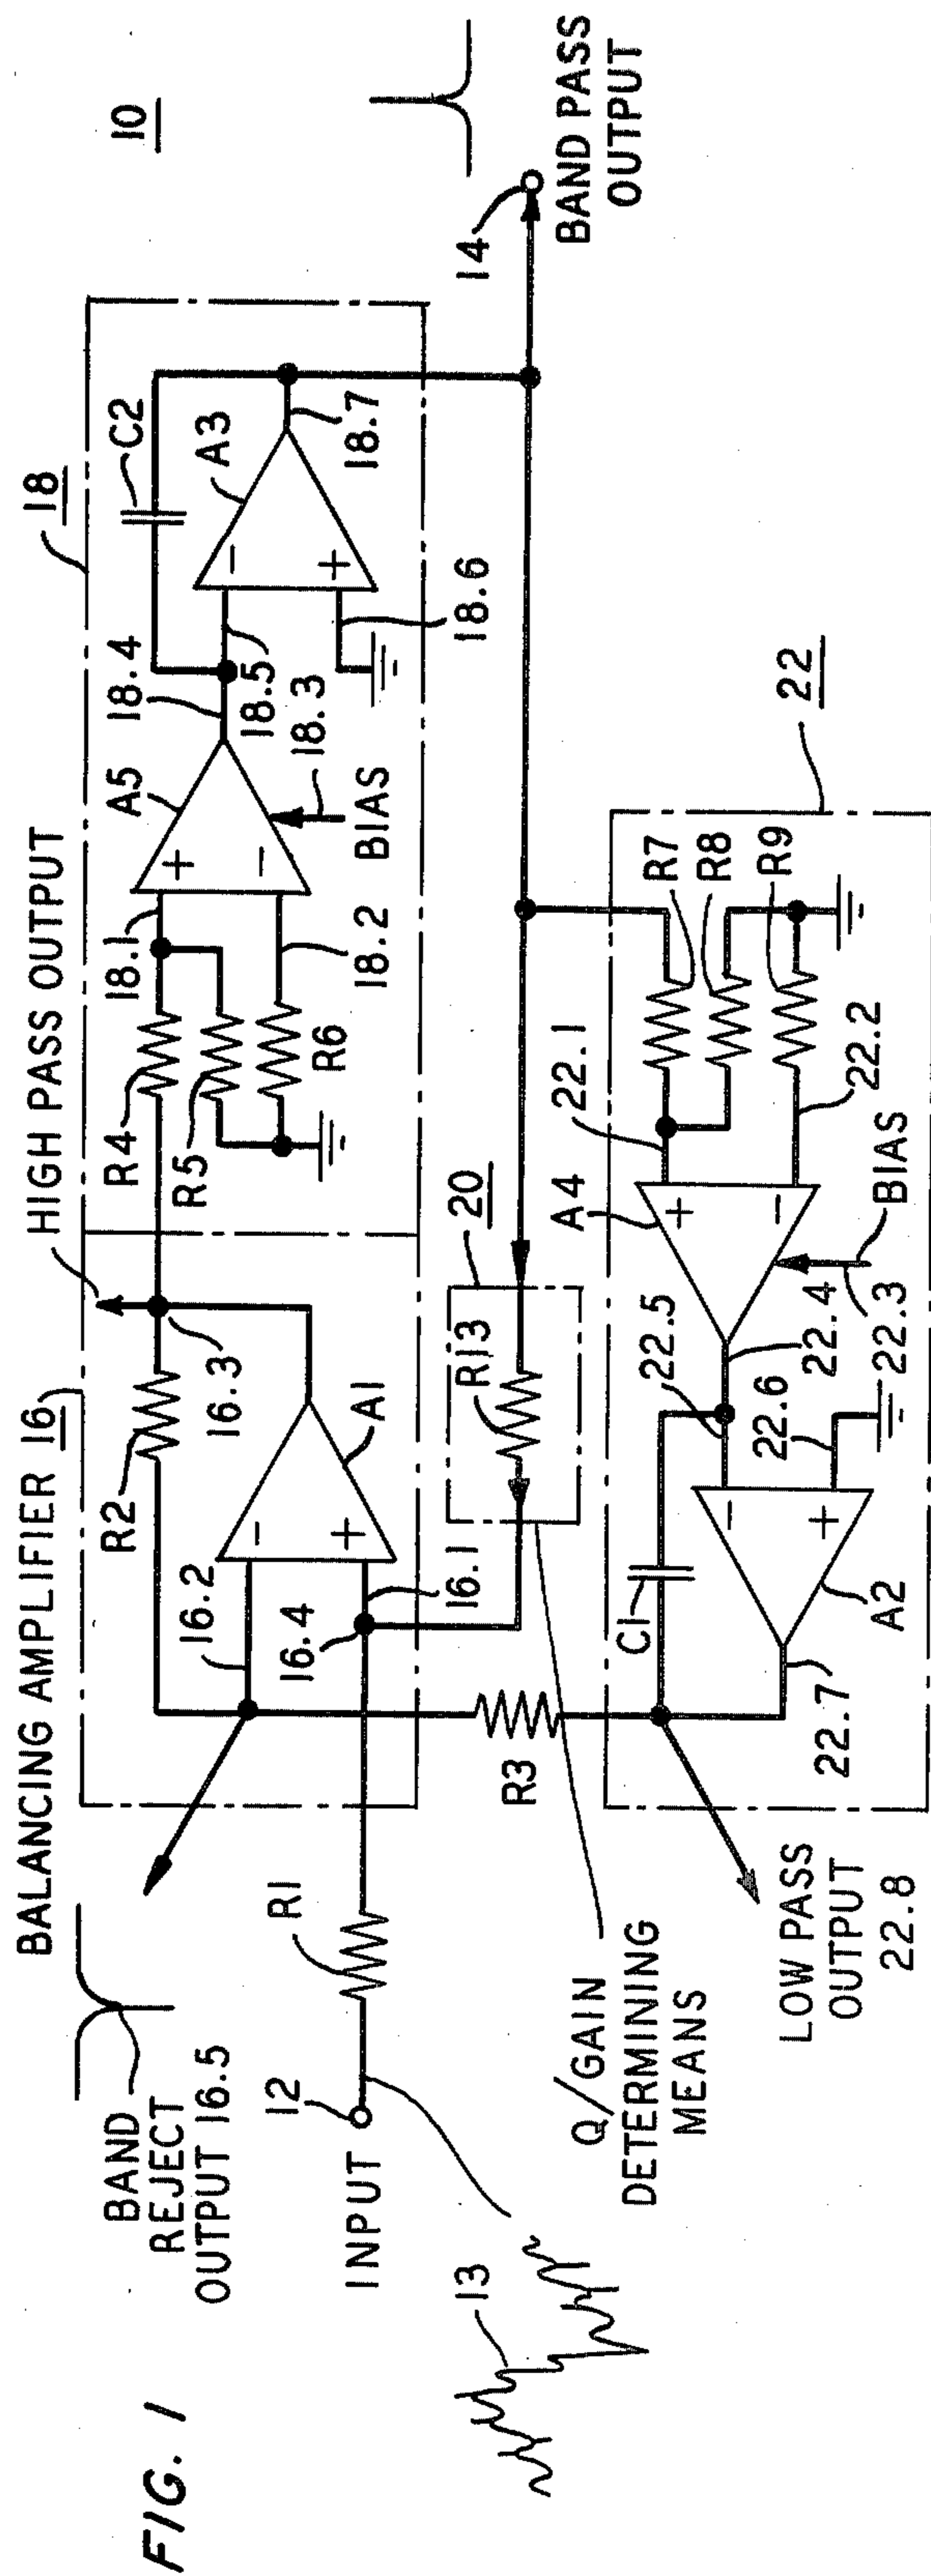 FIG. 1
10
BALANCING AMPLIFIER 16
HIGH PASS OUTPUT
18
BAND
REJECT
OUTPUT 16.5
R2
16.3
16.2
A1
16.4
16.1
R1
INPUT
12
13
R4
R5
R6
18.1
18.2
A5
BIAS
18.3
18.4
18.5
C2
A3
18.6
18.7
14
BAND PASS
OUTPUT
20
R13
Q/GAIN
DETERMINING
MEANS
R3
22
R7
R8
R9
22.1
22.2
A4
BIAS
22.3
22.4
22.5
22.6
C1
A2
22.7
LOW PASS
OUTPUT
22.8
+
−
+
−
−
+
+
−
−
+